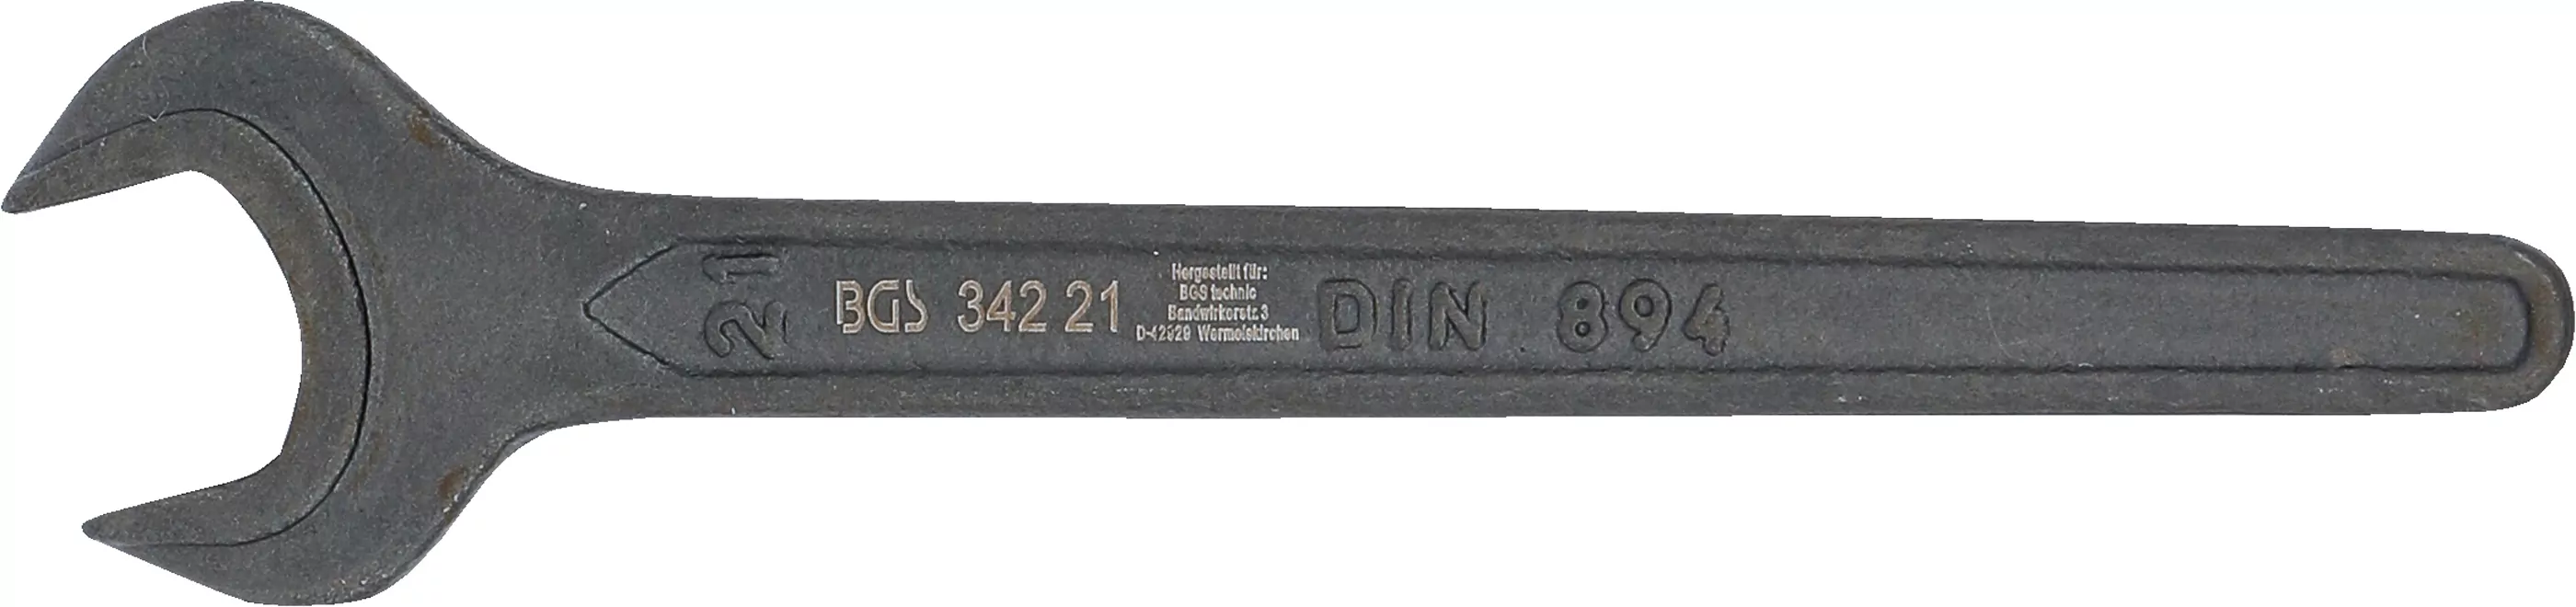 21
BGS 342 21
Hergestellt für:
BGS technic
Bandwirkerstr. 3
D-42929 Wermelskirchen
DIN 894